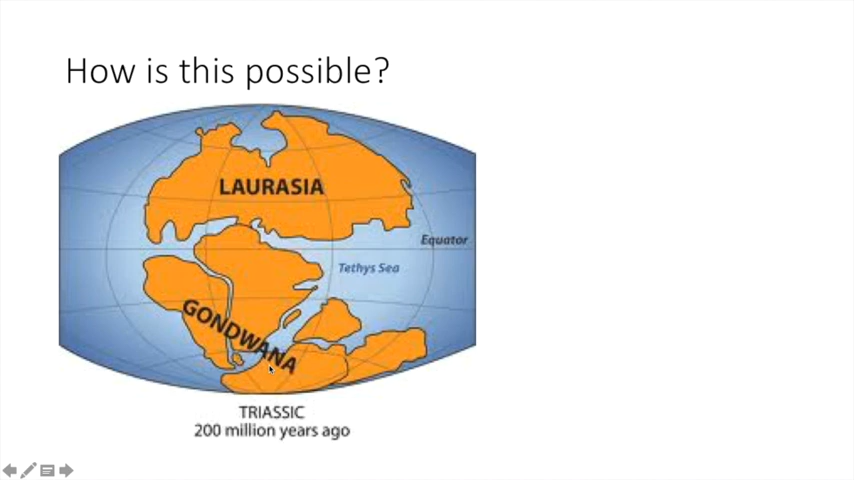 How is this possible?
LAURASIA
Equator
Tethys Sea
GONDWANA
TRIASSIC
200 million years ago